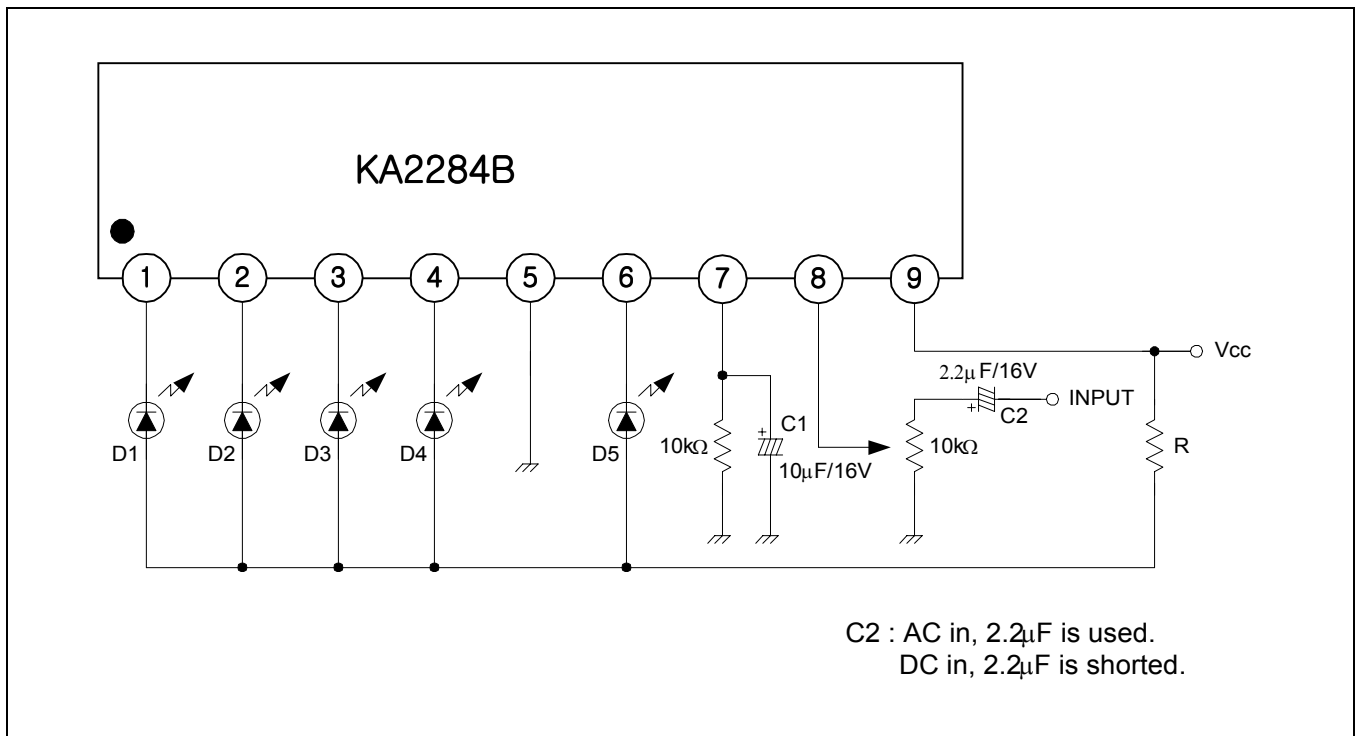 KA2284B
1 2 3 4 5 6 7 8 9
Vcc
2.2μF/16V
INPUT
C2
D1 D2 D3 D4 D5
10kΩ
C1
10μF/16V
10kΩ
R
C2 : AC in, 2.2μF is used.
DC in, 2.2μF is shorted.